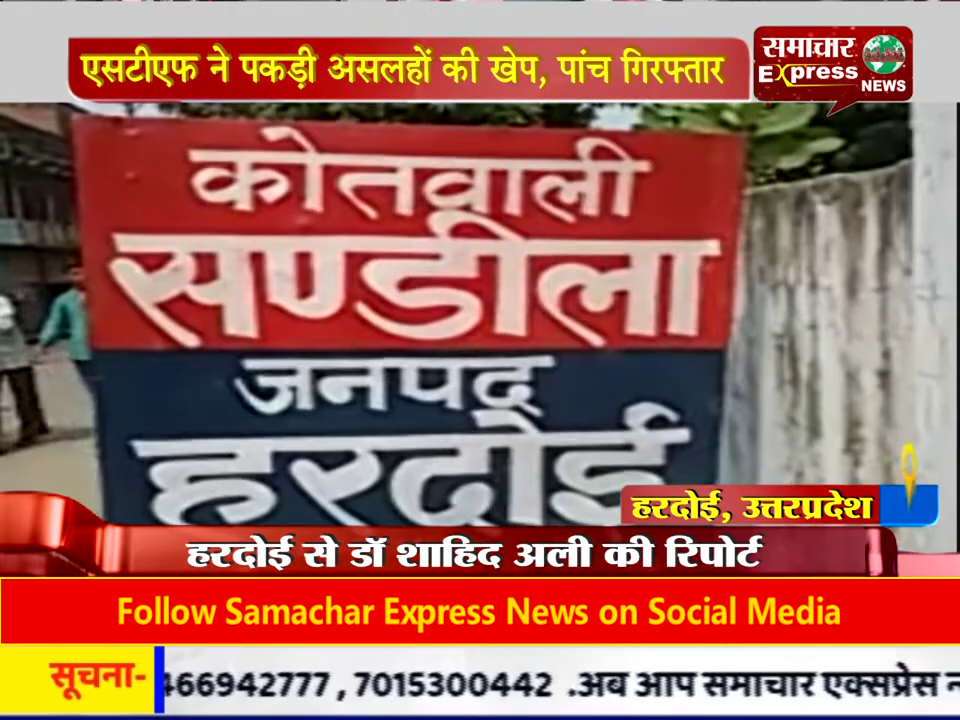 एसटीएफ ने पकड़ी असलहों की खेप, पांच गिरफ्तार
समाचार
Express
NEWS
कोतवाली
सण्डीला
जनपद
हरदोई
हरदोई, उत्तरप्रदेश
हरदोई से डॉ शाहिद अली की रिपोर्ट
Follow Samachar Express News on Social Media
सूचना- 466942777 , 7015300442 .अब आप समाचार एक्सप्रेस